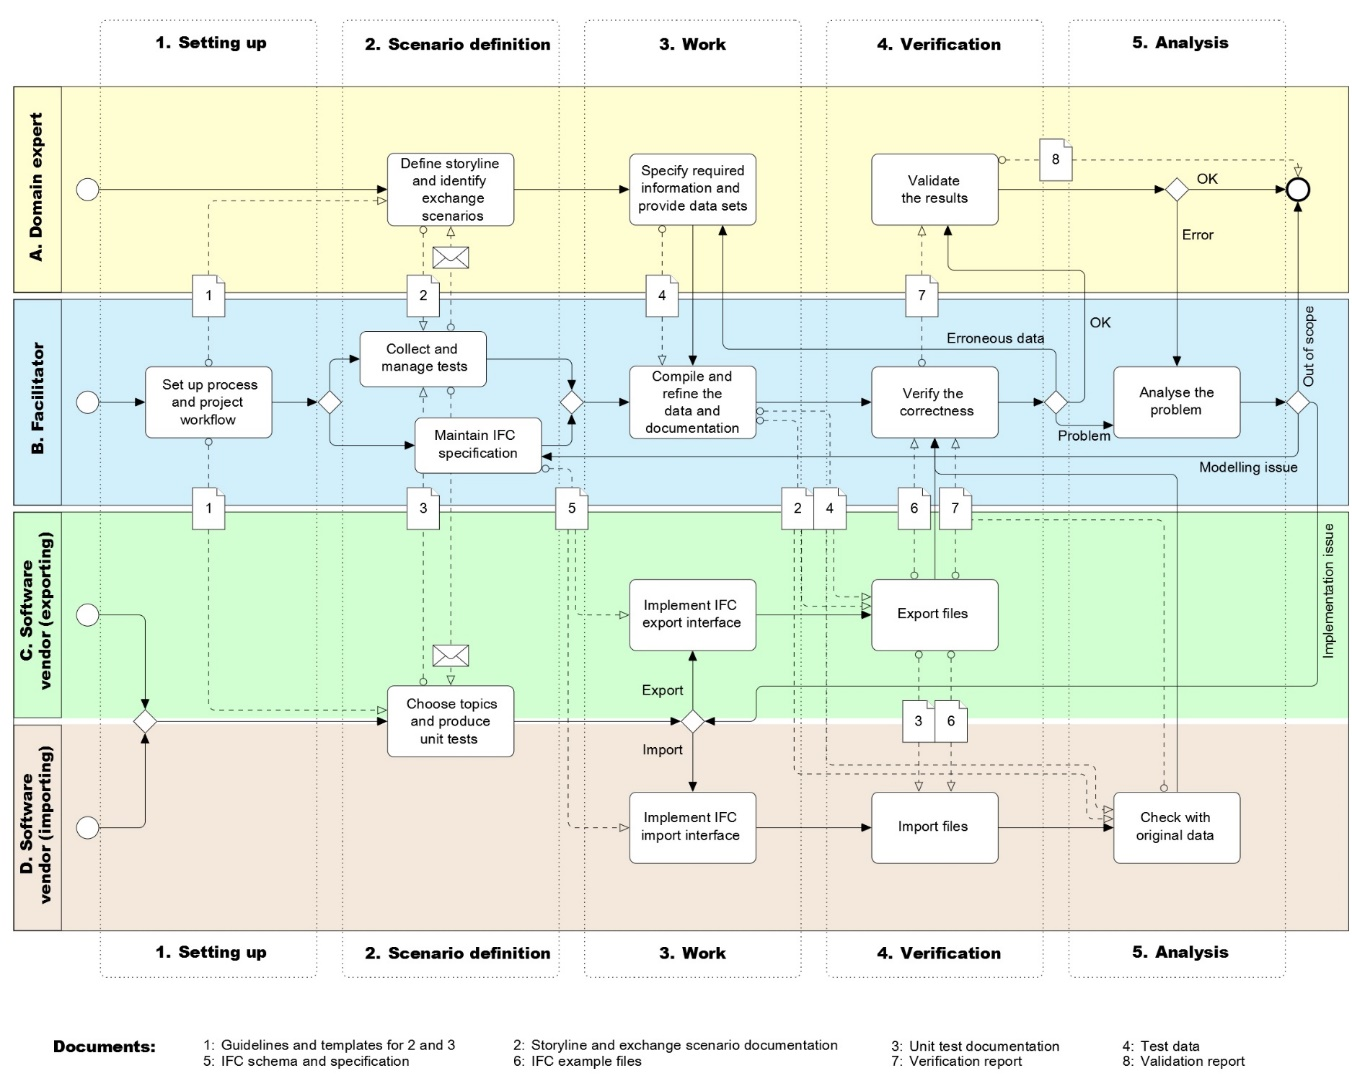 1. Setting up
2. Scenario definition
3. Work
4. Verification
5. Analysis
A. Domain expert
Define storyline
and identify
exchange
scenarios
Specify required
information and
provide data sets
Validate
the results
8
OK
Error
1
2
4
7
B. Facilitator
Set up process
and project
workflow
Collect and
manage tests
Maintain IFC
specification
Compile and
refine the
data and
documentation
Verify the
correctness
Erroneous data
OK
Problem
Analyse the
problem
Out of scope
Modelling issue
1
3
5
2
4
6
7
C. Software
vendor (exporting)
Implement IFC
export interface
Export files
Implementation issue
Export
Choose topics
and produce
unit tests
3
6
Import
D. Software
vendor (importing)
Implement IFC
import interface
Import files
Check with
original data
1. Setting up
2. Scenario definition
3. Work
4. Verification
5. Analysis
Documents:
1: Guidelines and templates for 2 and 3
2: Storyline and exchange scenario documentation
3: Unit test documentation
4: Test data
5: IFC schema and specification
6: IFC example files
7: Verification report
8: Validation report